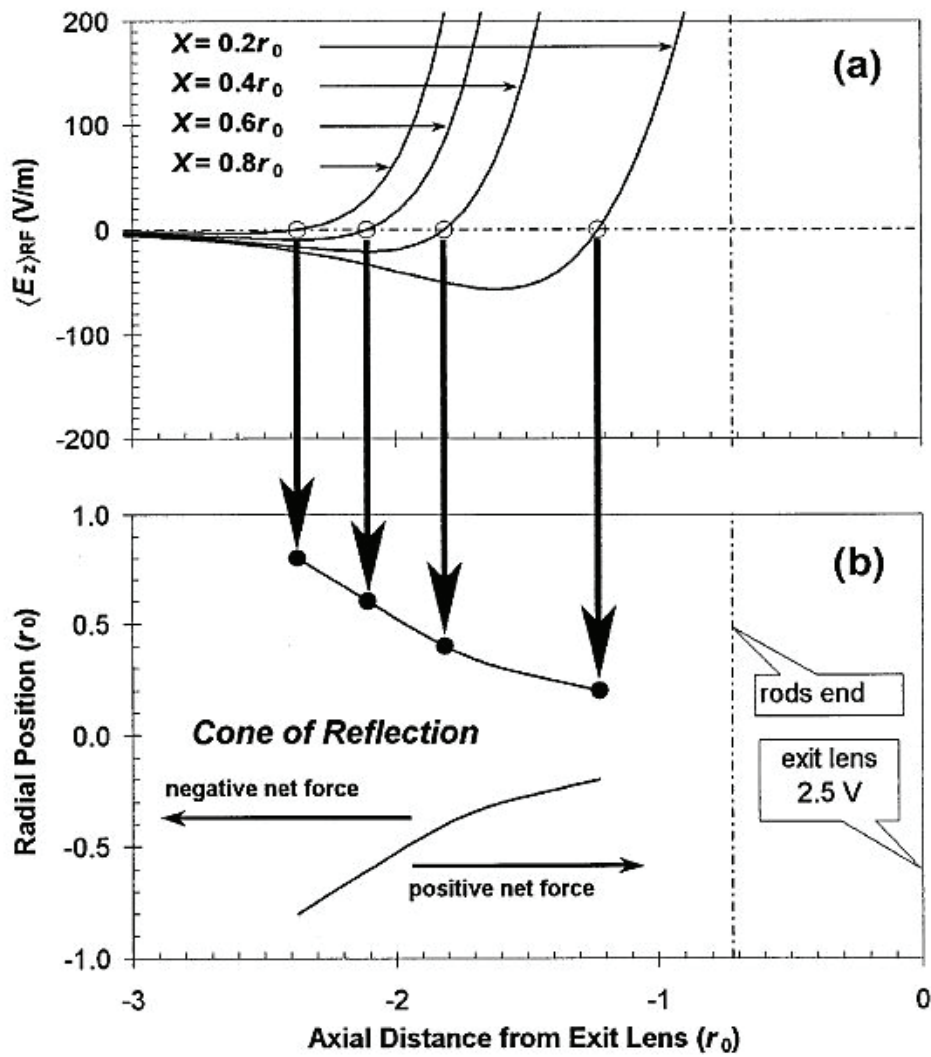 200
100
0
-100
-200
⟨E_z⟩RF (V/m)
X = 0.2r₀
X = 0.4r₀
X = 0.6r₀
X = 0.8r₀
(a)
1.0
0.5
0.0
-0.5
-1.0
Radial Position (r₀)
(b)
rods end
Cone of Reflection
exit lens
2.5 V
negative net force
positive net force
-3
-2
-1
0
Axial Distance from Exit Lens (r₀)